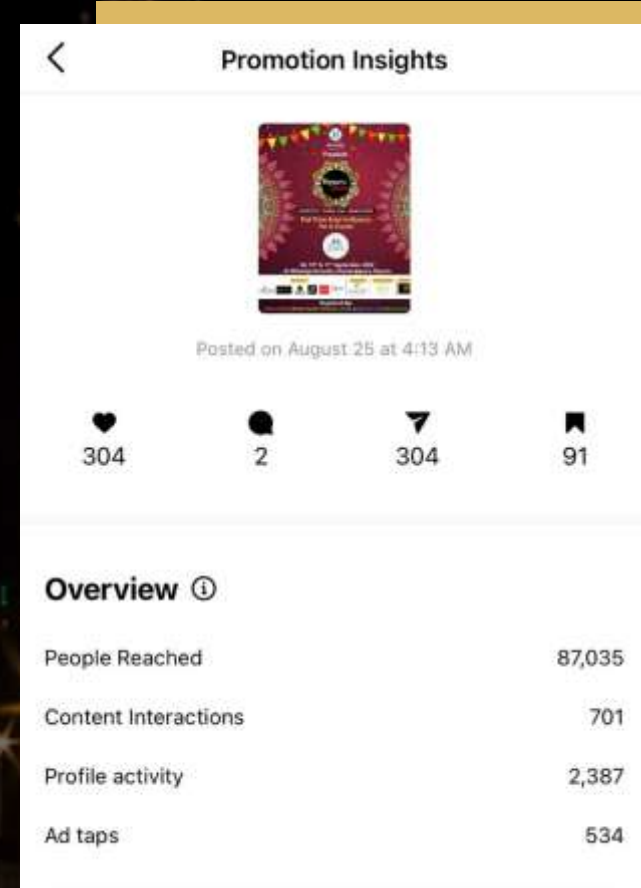 Promotion Insights
Posted on August 25 at 4:13 AM
304
2
304
91
Overview
People Reached 87,035
Content Interactions 701
Profile activity 2,387
Ad taps 534